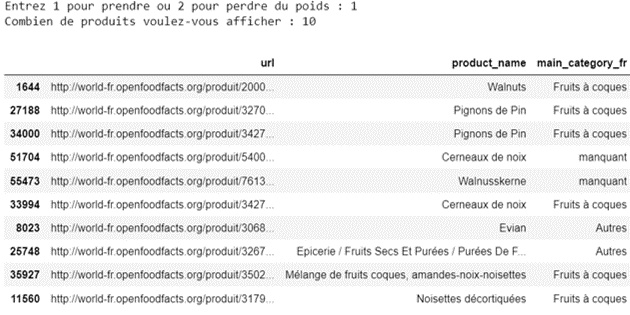 Entrez 1 pour prendre ou 2 pour perdre du poids : 1
Combien de produits voulez-vous afficher : 10
url product_name main_category_fr
1644 http://world-fr.openfoodfacts.org/produit/2000... Walnuts Fruits à coques
27188 http://world-fr.openfoodfacts.org/produit/3270... Pignons de Pin Fruits à coques
34000 http://world-fr.openfoodfacts.org/produit/3427... Pignons de Pin Fruits à coques
51704 http://world-fr.openfoodfacts.org/produit/5400... Cerneaux de noix manquant
55473 http://world-fr.openfoodfacts.org/produit/7613... Walnusskerne manquant
33994 http://world-fr.openfoodfacts.org/produit/3427... Cerneaux de noix Fruits à coques
8023 http://world-fr.openfoodfacts.org/produit/3068... Evian Autres
25748 http://world-fr.openfoodfacts.org/produit/3267... Epicerie / Fruits Secs Et Purées / Purées De F... Autres
35927 http://world-fr.openfoodfacts.org/produit/3502... Mélange de fruits coques, amandes-noix-noisettes Fruits à coques
11560 http://world-fr.openfoodfacts.org/produit/3179... Noisettes décortiquées Fruits à coques